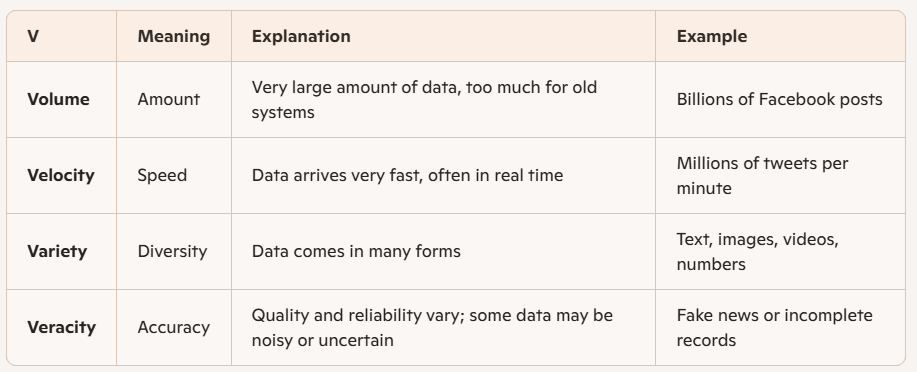 V Meaning Explanation Example
Volume Amount Very large amount of data, too much for old systems Billions of Facebook posts
Velocity Speed Data arrives very fast, often in real time Millions of tweets per minute
Variety Diversity Data comes in many forms Text, images, videos, numbers
Veracity Accuracy Quality and reliability vary; some data may be noisy or uncertain Fake news or incomplete records